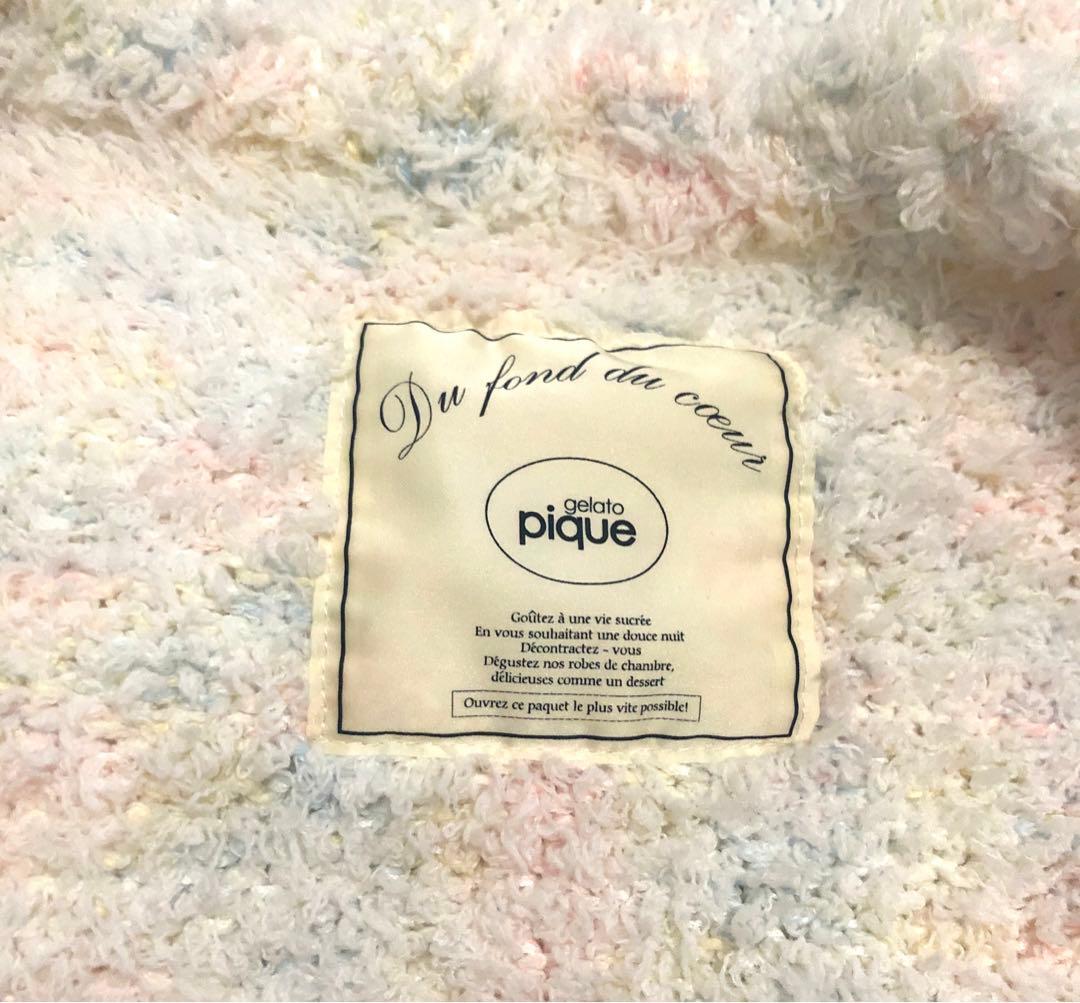 Du fond du cœur
gelato
pique
Goûtez à une vie sucrée
En vous souhaitant une douce nuit
Décontractez - vous
Dégustez nos robes de chambre,
délicieuses comme un dessert
Ouvrez ce paquet le plus vite possible!